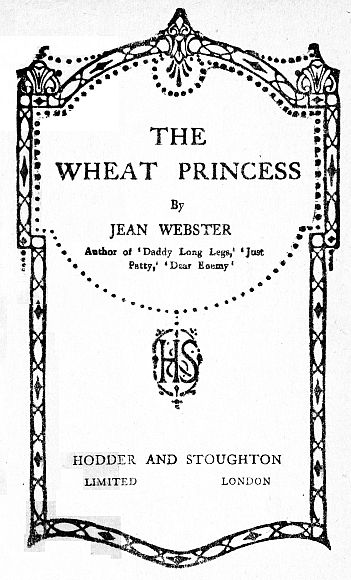 THE
WHEAT PRINCESS
By
JEAN WEBSTER
Author of 'Daddy Long Legs,' 'Just
Patty,' 'Dear Enemy'
HS
HODDER AND STOUGHTON
LIMITED LONDON